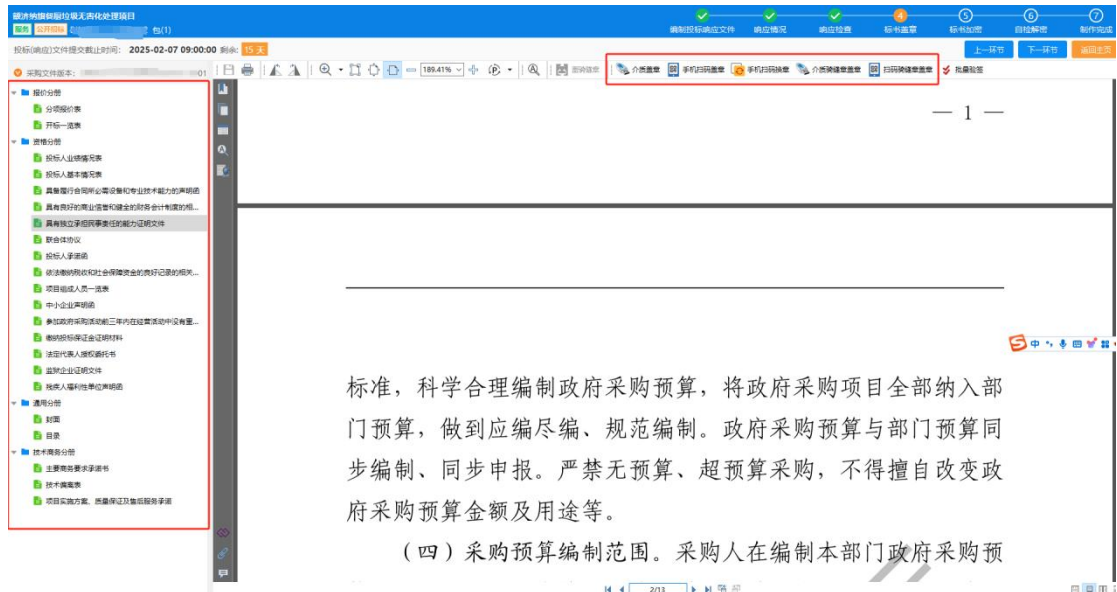 额济纳旗树脂垃圾无害化处理项目
服务 公开招标 包(1)
编制投标响应文件
响应情况
响应检查
4
标书盖章
5
标书加密
6
自检解密
7
制作完成
投标(响应)文件提交截止时间: 2025-02-07 09:00:00 剩余: 15 天
上一环节
下一环节
返回主页
采购文件版本: 01
189.41%
骑缝章
介质盖章
手机扫码盖章
手机扫码换章
介质骑缝章盖章
扫码骑缝章盖章
批量验签
报价分册
分项报价表
开标一览表
资格分册
投标人业绩情况表
投标人基本情况表
具备履行合同所必需设备和专业技术能力的声明函
具有良好的商业信誉和健全的财务会计制度的相...
具有独立承担民事责任的能力证明文件
联合体协议
投标人承诺函
依法缴纳税收和社会保障资金的良好记录的相关...
项目组成人员一览表
中小企业声明函
参加政府采购活动前三年内在经营活动中没有重...
缴纳投标保证金证明材料
法定代表人授权委托书
监狱企业证明文件
残疾人福利性单位声明函
通用分册
封面
目录
技术商务分册
主要商务要求承诺书
技术偏离表
项目实施方案、质量保证及售后服务承诺
— 1 —
中
标准，科学合理编制政府采购预算，将政府采购项目全部纳入部
门预算，做到应编尽编、规范编制。政府采购预算与部门预算同
步编制、同步申报。严禁无预算、超预算采购，不得擅自改变政
府采购预算金额及用途等。
（四）采购预算编制范围。采购人在编制本部门政府采购预
2/13